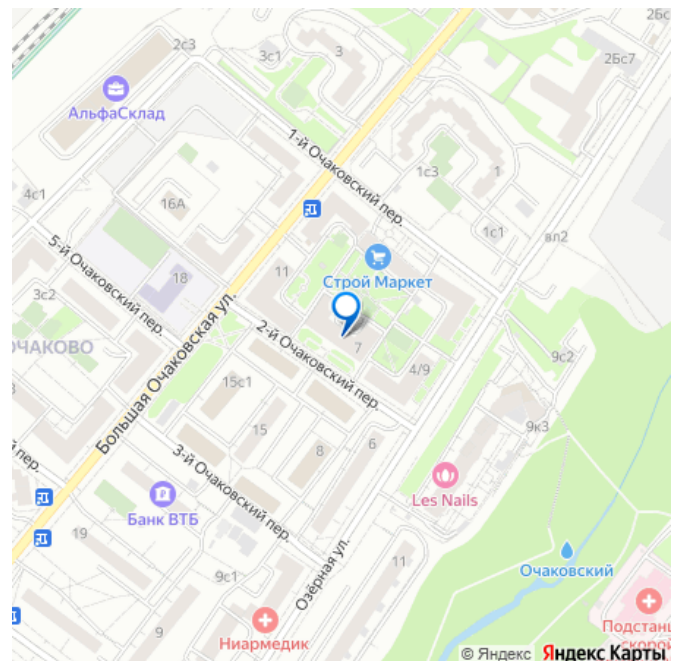 2с3
3с1
3
2Бс
2Бс7
АльфаСклад
1-й Очаковский пер.
1с3
1
4с1
16А
1с1
вл2
5-й Очаковский пер.
18
11
Строй Маркет
3с2
ОЧАКОВО
Большая Очаковская ул.
2-й Очаковский пер.
7
4/9
9с2
15с1
15
8
6
9к3
3-й Очаковский пер.
пер.
Les Nails
Банк ВТБ
19
Озёрная ул.
11
Очаковский
9с1
9
Ниармедик
Подстанц
скорой
© Яндекс Яндекс Карты